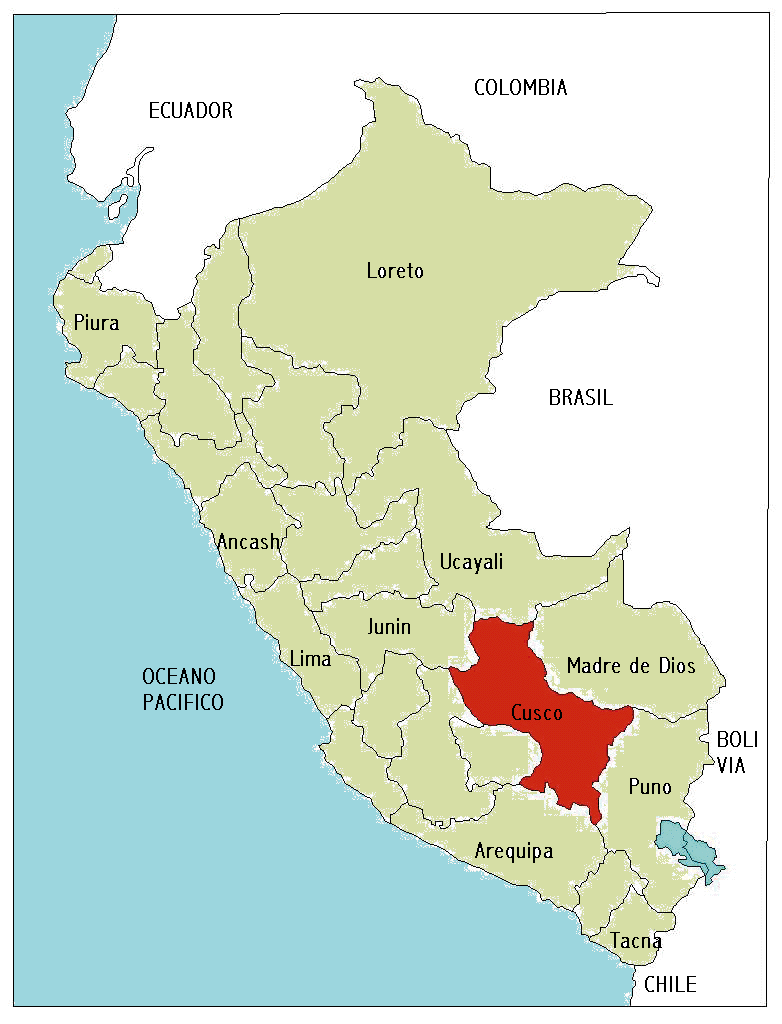 COLOMBIA
ECUADOR
Loreto
Piura
BRASIL
Ancash
Ucayali
Junin
Lima
Madre de Dios
OCEANO
PACIFICO
Cusco
BOLI
VIA
Puno
Arequipa
Tacna
CHILE